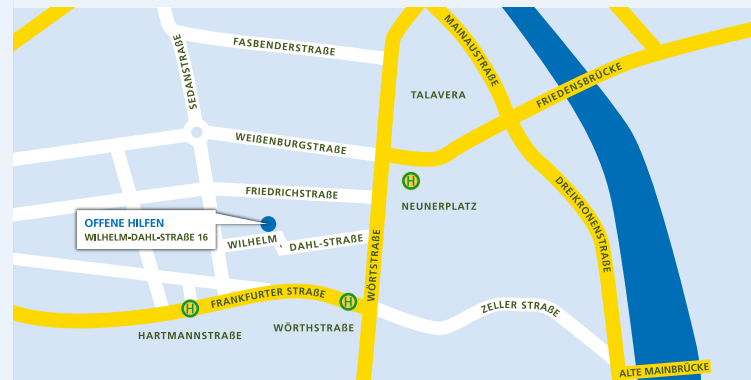 MAINAUSTRAßE
FASBENDERSTRAßE
SEDANSTRAßE
TALAVERA
FRIEDENSBRÜCKE
WEIßENBURGSTRAßE
FRIEDRICHSTRAßE
DREIKRONENSTRAßE
NEUNERPLATZ
H
OFFENE HILFEN
WILHELM-DAHL-STRAßE 16
WILHELM
DAHL-STRAßE
WÖRTSTRAßE
FRANKFURTER STRAßE
H
H
ZELLER STRAßE
HARTMANNSTRAßE
WÖRTHSTRAßE
ALTE MAINBRÜCKE